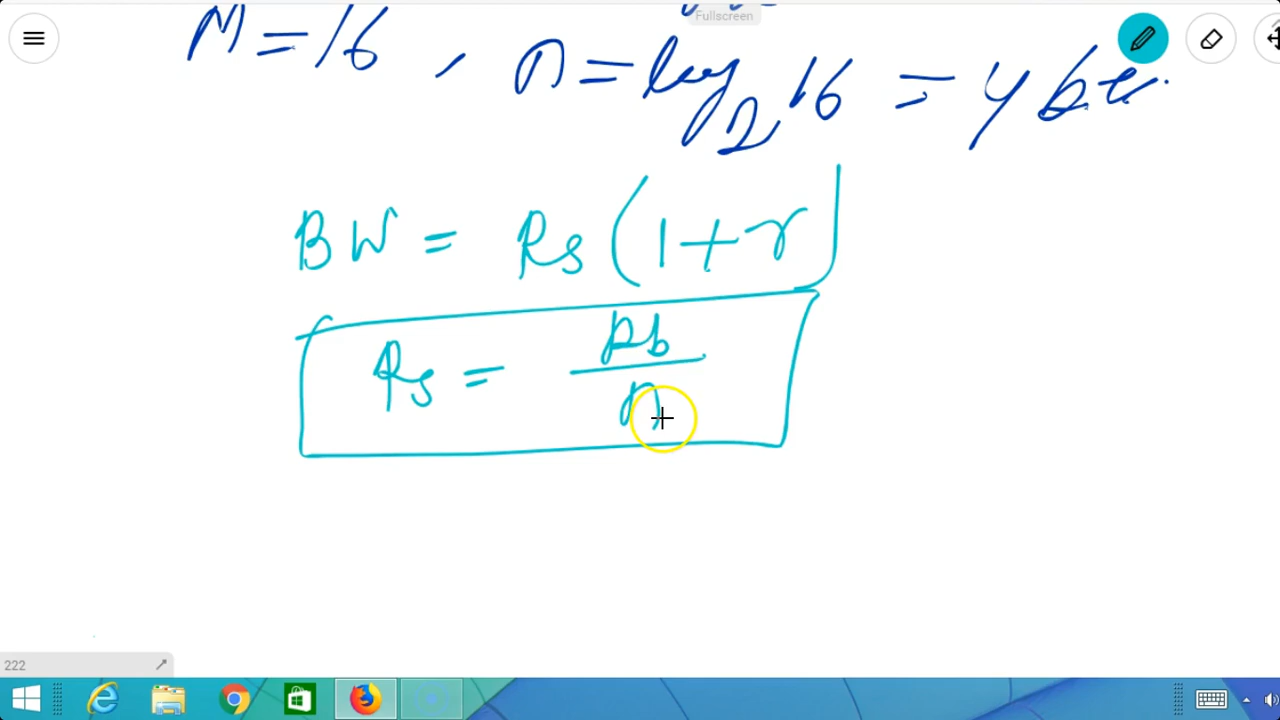 Fullscreen
M=16 , n=log₂16 = 4 bit
BW = Rs(1+r)
Rs = Rb/n
222